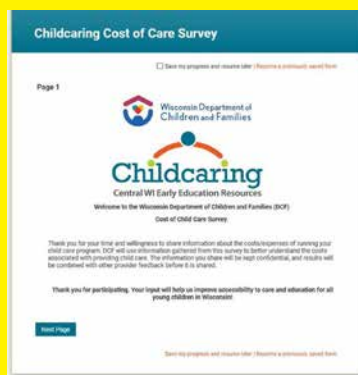 Childcaring Cost of Care Survey
Save my progress and resume later | Resume a previously saved form
Page 1
Wisconsin Department of
Children and Families
Childcaring
Central WI Early Education Resources
Welcome to the Wisconsin Department of Children and Families (DCF)
Cost of Child Care Survey
Thank you for your time and willingness to share information about the costs/expenses of running your
child care program. DCF will use information gathered from this survey to better understand the costs
associated with providing child care. The information you share will be kept confidential, and results will
be combined with other provider feedback before it is shared.
Thank you for participating. Your input will help us improve accessibility to care and education for all
young children in Wisconsin!
Next Page
Save my progress and resume later | Resume a previously saved form